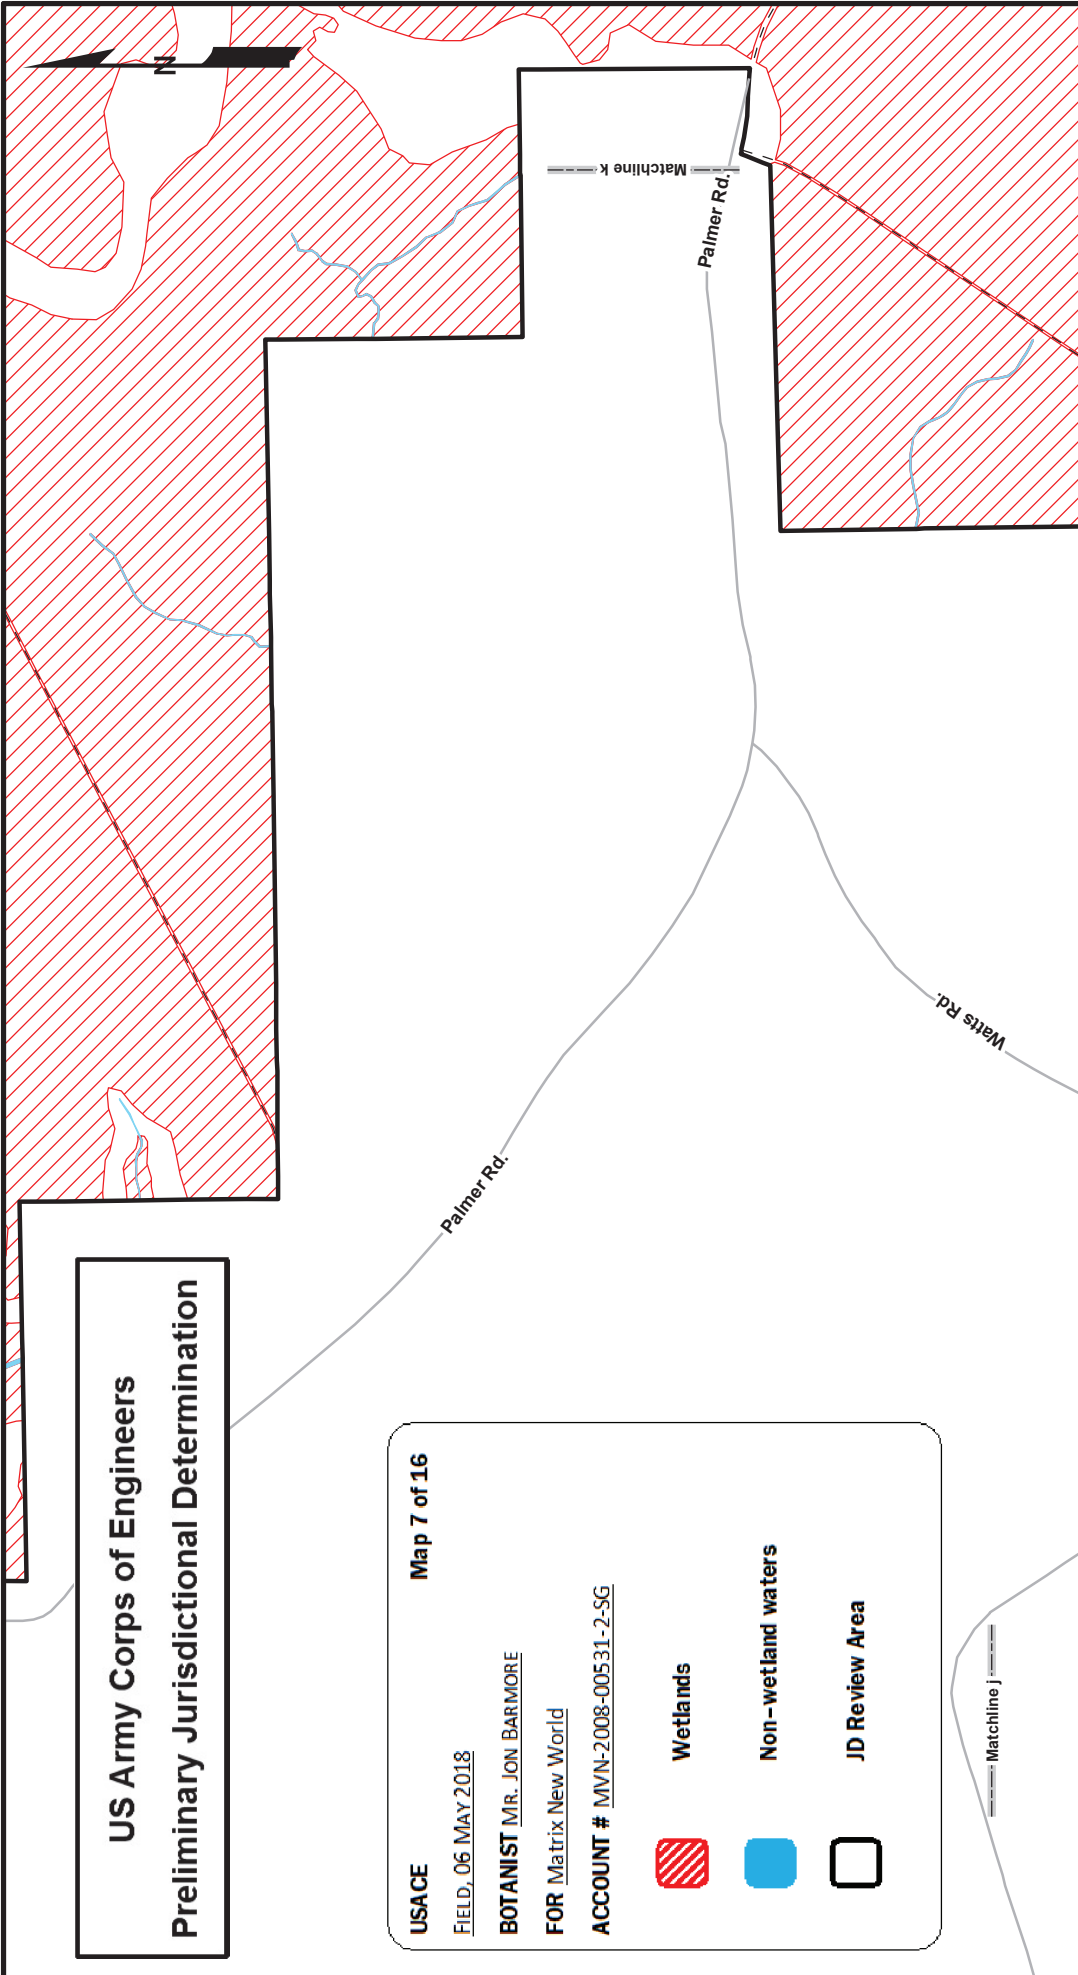 US Army Corps of Engineers
Preliminary Jurisdictional Determination
N
Matchline k
Palmer Rd.
Palmer Rd.
Watts Rd.
Matchline j
USACE Map 7 of 16
FIELD, 06 MAY 2018
BOTANIST MR. JON BARMORE
FOR Matrix New World
ACCOUNT # MVN-2008-00531-2-SG
Wetlands
Non-wetland waters
JD Review Area